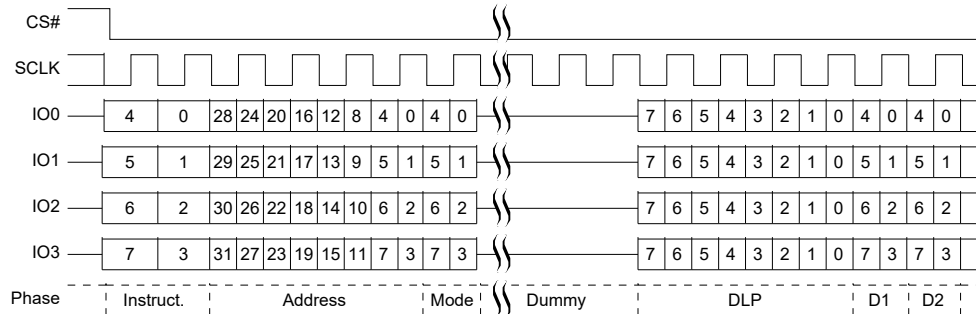 CS#
SCLK
IO0 4 0 28 24 20 16 12 8 4 0 4 0 7 6 5 4 3 2 1 0 4 0 4 0
IO1 5 1 29 25 21 17 13 9 5 1 5 1 7 6 5 4 3 2 1 0 5 1 5 1
IO2 6 2 30 26 22 18 14 10 6 2 6 2 7 6 5 4 3 2 1 0 6 2 6 2
IO3 7 3 31 27 23 19 15 11 7 3 7 3 7 6 5 4 3 2 1 0 7 3 7 3
Phase Instruct. Address Mode Dummy DLP D1 D2